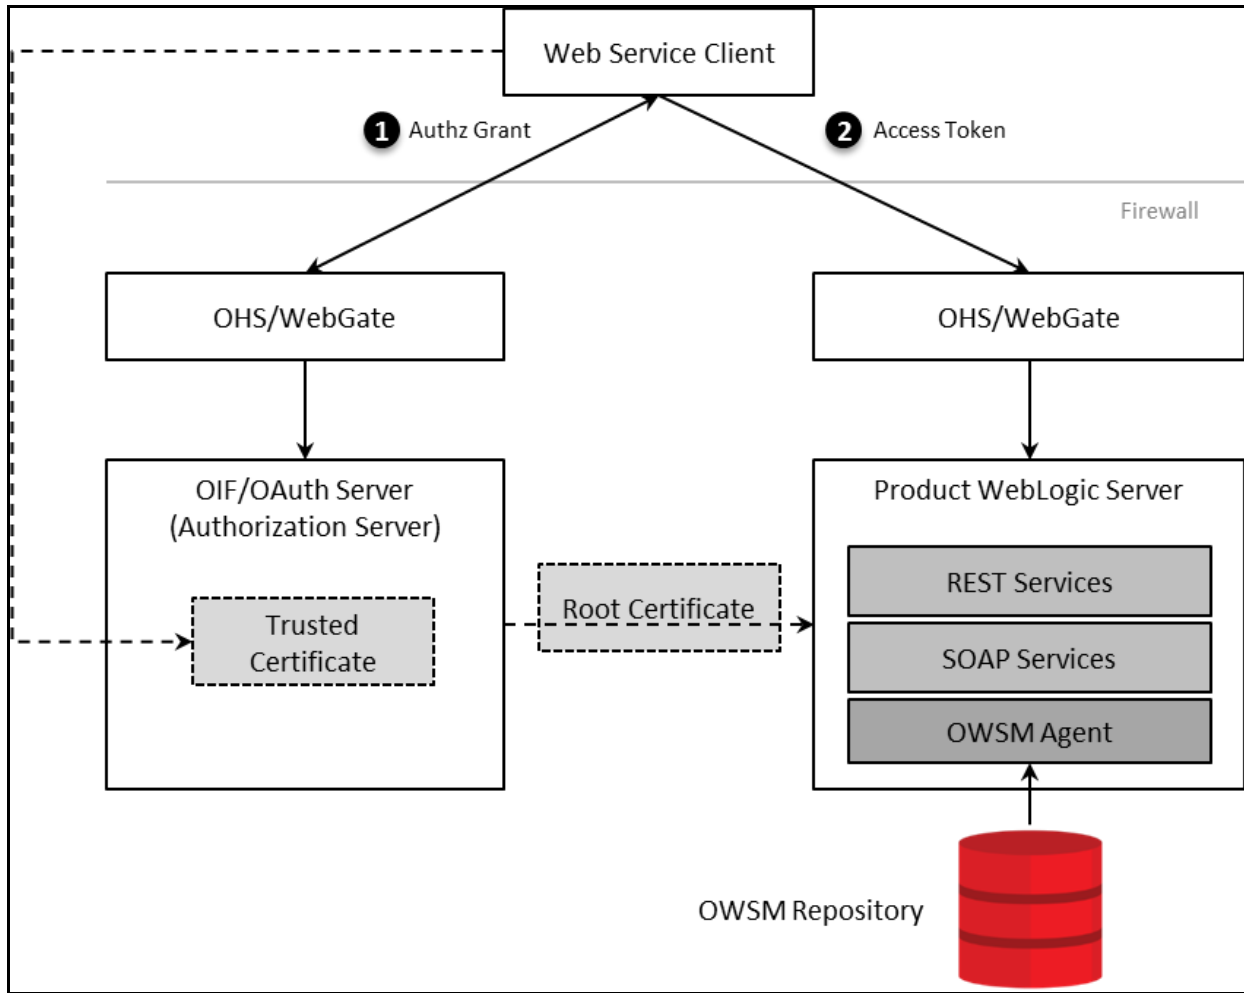 Web Service Client
1 Authz Grant
2 Access Token
Firewall
OHS/WebGate
OHS/WebGate
OIF/OAuth Server
(Authorization Server)
Trusted
Certificate
Root Certificate
Product WebLogic Server
REST Services
SOAP Services
OWSM Agent
OWSM Repository